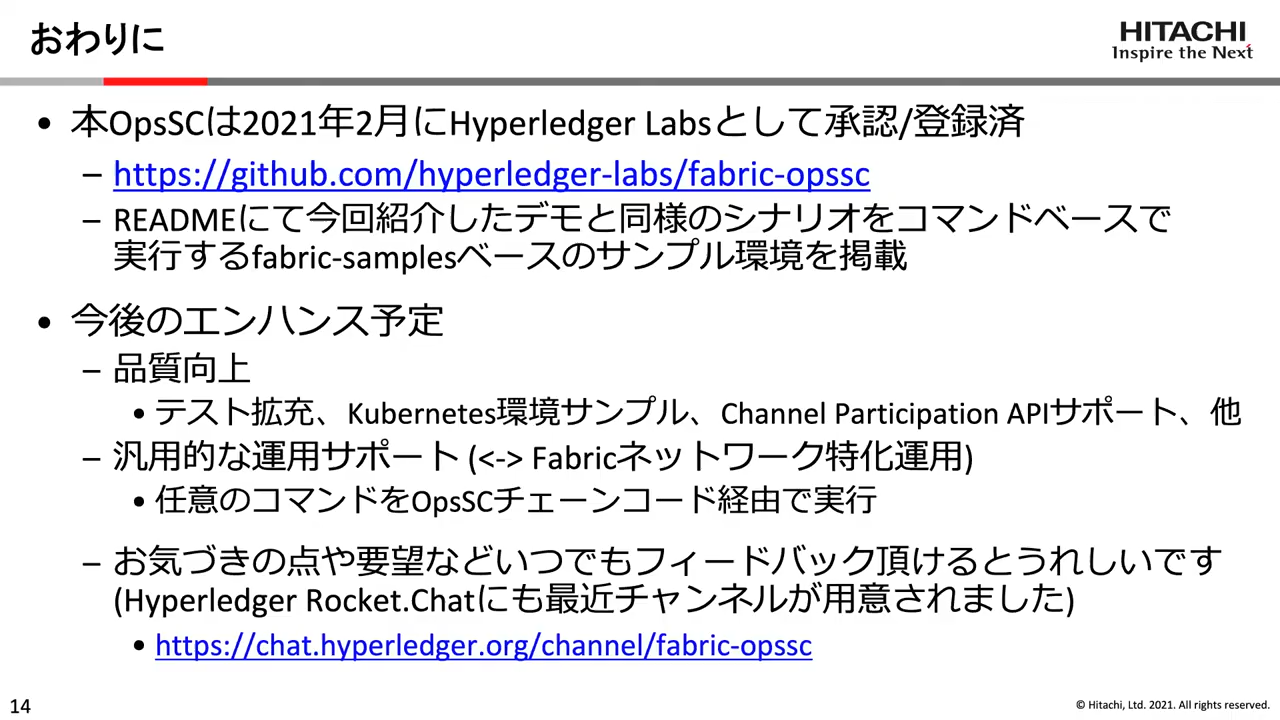 おわりに
HITACHI
Inspire the Next
• 本OpsSCは2021年2月にHyperledger Labsとして承認/登録済
– https://github.com/hyperledger-labs/fabric-opssc
– READMEにて今回紹介したデモと同様のシナリオをコマンドベースで
実行するfabric-samplesベースのサンプル環境を掲載
• 今後のエンハンス予定
– 品質向上
• テスト拡充、Kubernetes環境サンプル、Channel Participation APIサポート、他
– 汎用的な運用サポート (<-> Fabricネットワーク特化運用)
• 任意のコマンドをOpsSCチェーンコード経由で実行
– お気づきの点や要望などいつでもフィードバック頂けるとうれしいです
(Hyperledger Rocket.Chatにも最近チャンネルが用意されました)
• https://chat.hyperledger.org/channel/fabric-opssc
14
© Hitachi, Ltd. 2021. All rights reserved.